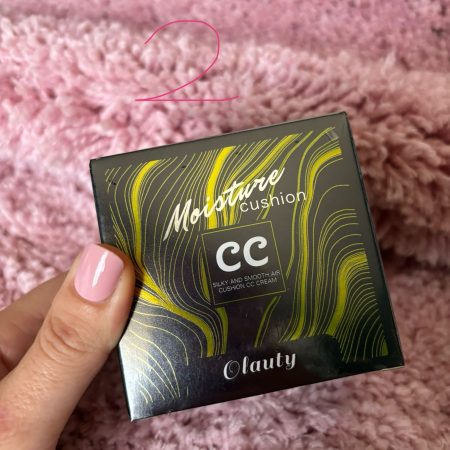 2
Moisture
cushion
CC
SILKY AND SMOOTH AIR
CUSHION CC CREAM
Olauty